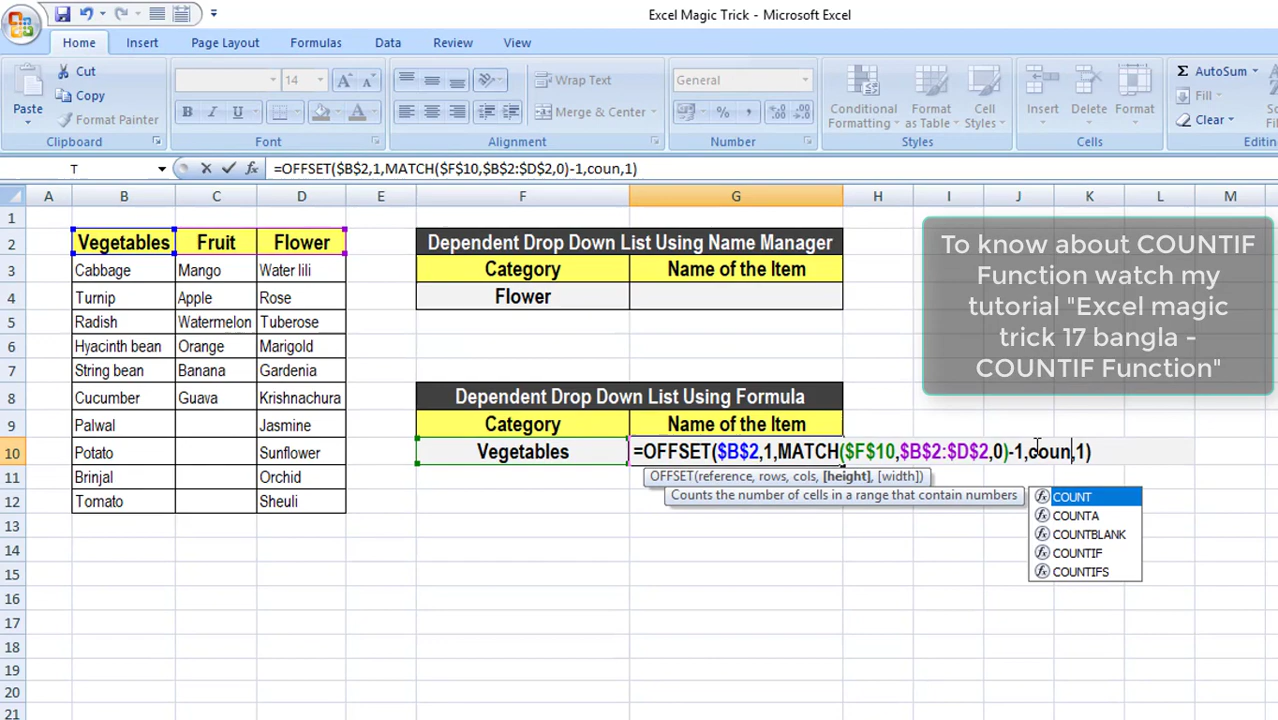 Excel Magic Trick - Microsoft Excel
Home Insert Page Layout Formulas Data Review View
Cut
Copy
Format Painter
Paste
Clipboard
14
Font
Wrap Text
Merge & Center
Alignment
General
Number
Conditional Formatting
Format as Table
Cell Styles
Styles
Insert Delete Format
Cells
AutoSum
Fill
Clear
T
=OFFSET($B$2,1,MATCH($F$10,$B$2:$D$2,0)-1,coun,1)
A B C D E F G H I J K L M
1
2 Vegetables Fruit Flower Dependent Drop Down List Using Name Manager
3 Cabbage Mango Water lili Category Name of the Item
4 Turnip Apple Rose Flower
5 Radish Watermelon Tuberose
6 Hyacinth bean Orange Marigold
7 String bean Banana Gardenia
8 Cucumber Guava Krishnachura Dependent Drop Down List Using Formula
9 Palwal Jasmine Category Name of the Item
10 Potato Sunflower Vegetables =OFFSET($B$2,1,MATCH($F$10,$B$2:$D$2,0)-1,coun,1)
11 Brinjal Orchid
12 Tomato Sheuli
13
14
15
16
17
18
19
20
21
OFFSET(reference, rows, cols, [height], [width])
Counts the number of cells in a range that contain numbers
COUNT
COUNTA
COUNTBLANK
COUNTIF
COUNTIFS
To know about COUNTIF
Function watch my
tutorial "Excel magic
trick 17 bangla -
COUNTIF Function"